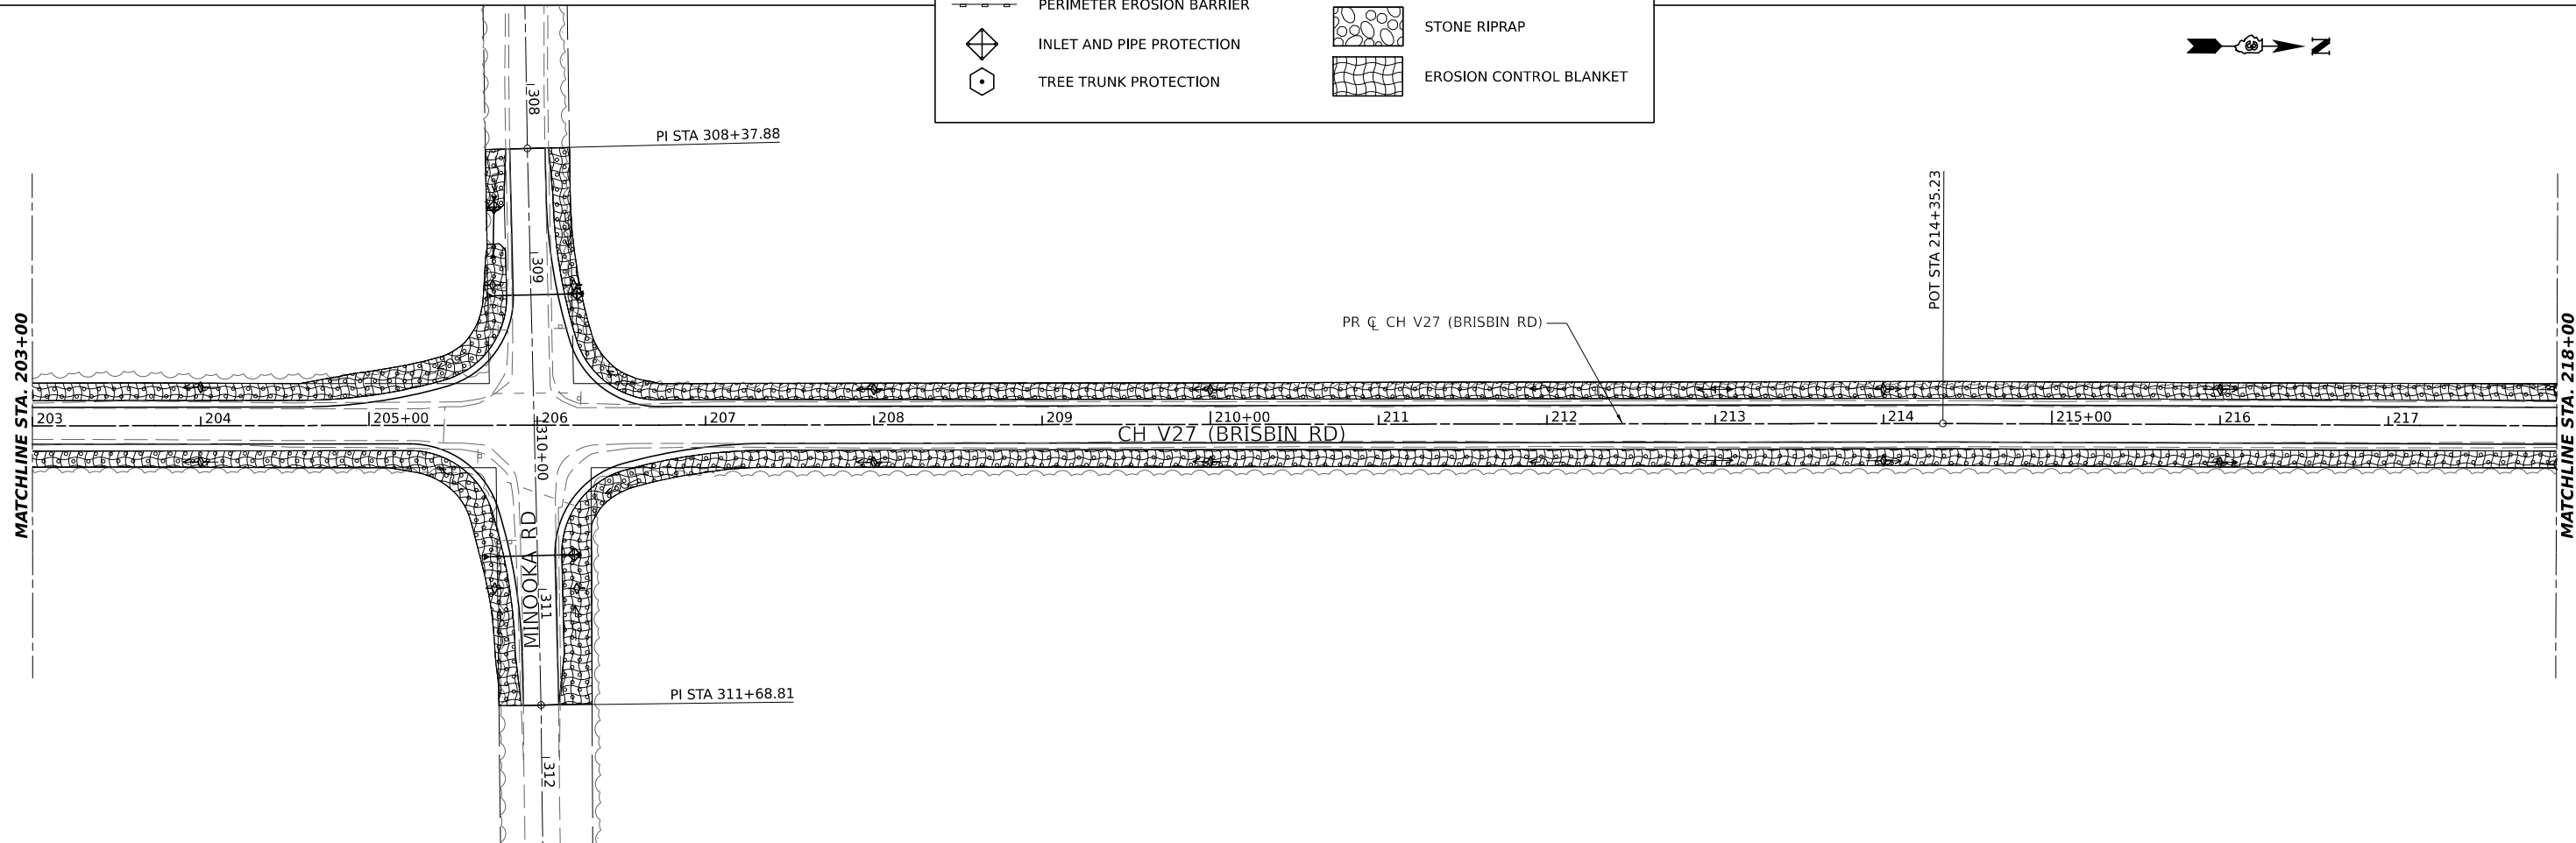 PERIMETER EROSION BARRIER
INLET AND PIPE PROTECTION
TREE TRUNK PROTECTION
STONE RIPRAP
EROSION CONTROL BLANKET
N
308
PI STA 308+37.88
309
POT STA 214+35.23
PR ℄ CH V27 (BRISBIN RD)
MATCHLINE STA. 203+00
MATCHLINE STA. 218+00
203
204
205+00
206
207
208
209
210+00
211
212
213
214
215+00
216
217
CH V27 (BRISBIN RD)
310+00
MINOOKA RD
311
PI STA 311+68.81
312